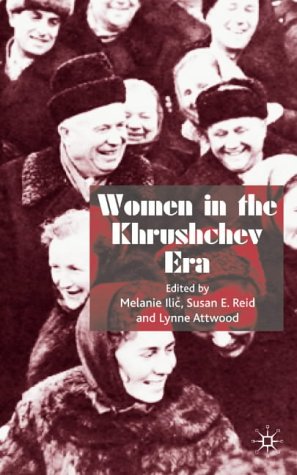 Women in the
Khrushchev
Era
Edited by
Melanie Ilič, Susan E. Reid
and Lynne Attwood